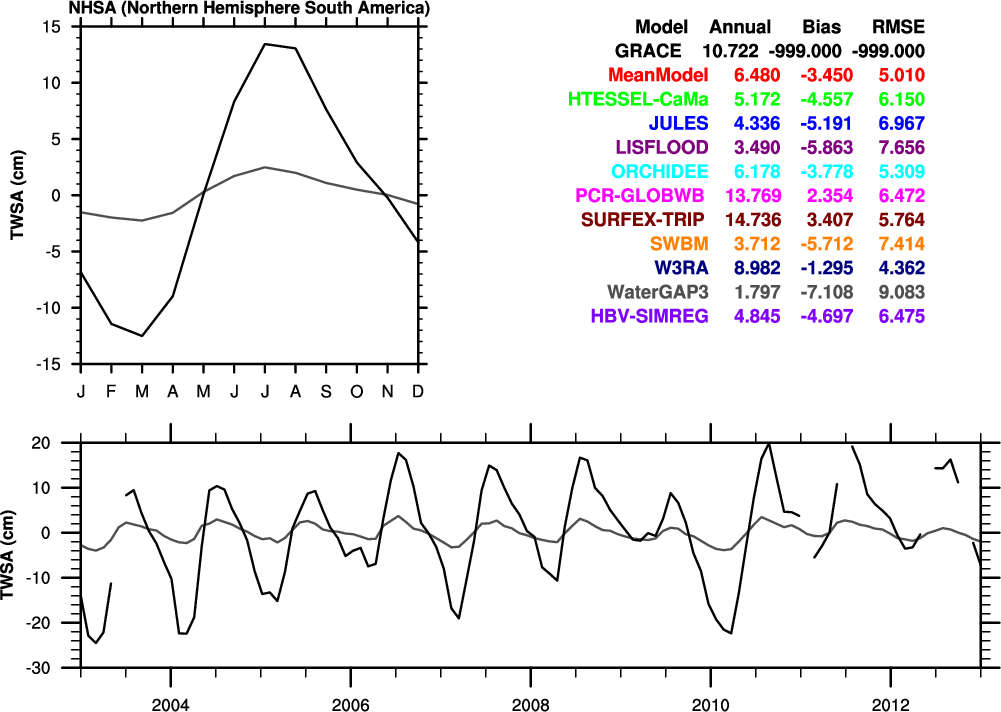 NHSA (Northern Hemisphere South America)
15
10
5
0
-5
-10
-15
TWSA (cm)
J F M A M J J A S O N D
Model Annual Bias RMSE
GRACE 10.722 -999.000 -999.000
MeanModel 6.480 -3.450 5.010
HTESSEL-CaMa 5.172 -4.557 6.150
JULES 4.336 -5.191 6.967
LISFLOOD 3.490 -5.863 7.656
ORCHIDEE 6.178 -3.778 5.309
PCR-GLOBWB 13.769 2.354 6.472
SURFEX-TRIP 14.736 3.407 5.764
SWBM 3.712 -5.712 7.414
W3RA 8.982 -1.295 4.362
WaterGAP3 1.797 -7.108 9.083
HBV-SIMREG 4.845 -4.697 6.475
20
10
0
-10
-20
-30
TWSA (cm)
2004 2006 2008 2010 2012